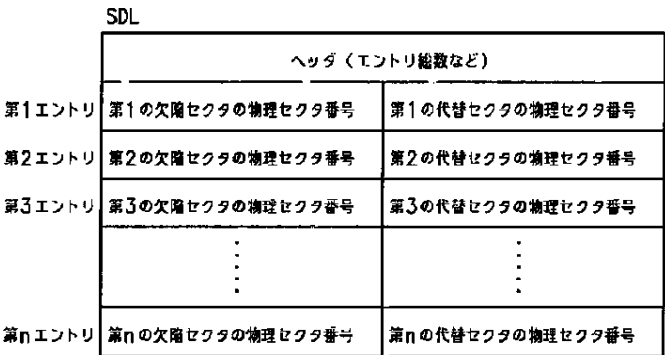 SDL
ヘッダ（エントリ総数など）
第1エントリ 第1の欠陥セクタの物理セクタ番号 第1の代替セクタの物理セクタ番号
第2エントリ 第2の欠陥セクタの物理セクタ番号 第2の代替セクタの物理セクタ番号
第3エントリ 第3の欠陥セクタの物理セクタ番号 第3の代替セクタの物理セクタ番号
第nエントリ 第nの欠陥セクタの物理セクタ番号 第nの代替セクタの物理セクタ番号